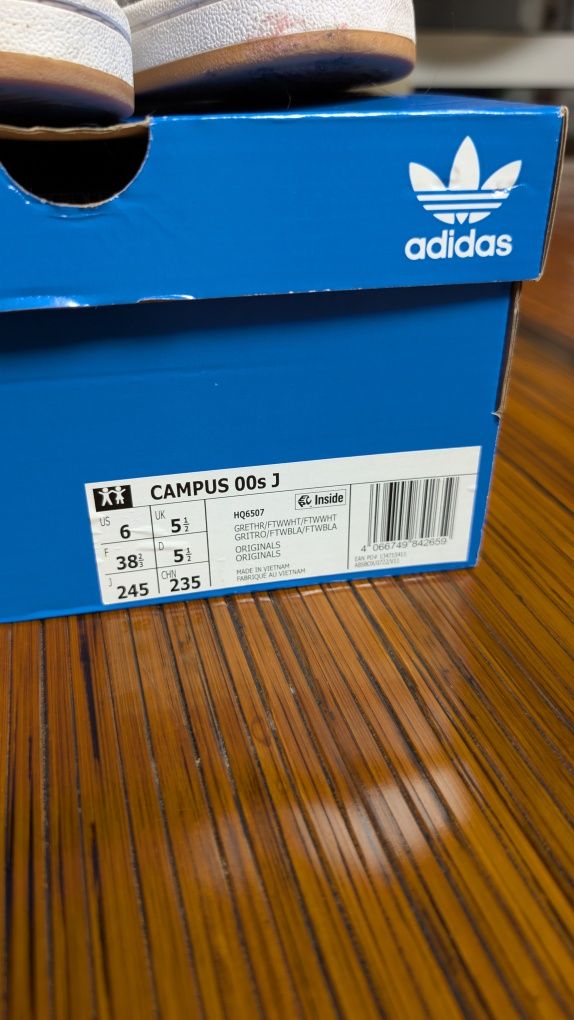 adidas
CAMPUS 00s J
US 6 UK 5½
F 38⅔ D 5½
J 245 CHN 235
HQ6507
Inside
GRETHR/FTWWHT/FTWWHT
GRITRO/FTWBLA/FTWBLA
ORIGINALS
ORIGINALS
MADE IN VIETNAM
FABRIQUÉ AU VIETNAM
4 066749 842659